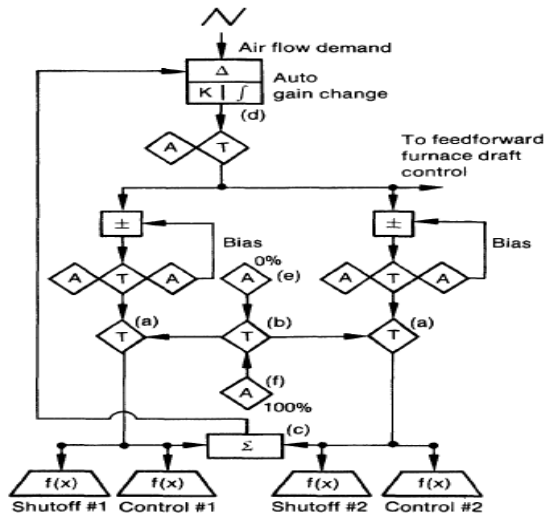 Air flow demand
Δ
K ∫
Auto
gain change
(d)
A T
To feedforward
furnace draft
control
±
±
Bias
Bias
0%
A T A
A
(e)
A T A
(a)
(b)
(a)
T
T
T
(f)
A
100%
(c)
Σ
f(x)
f(x)
f(x)
f(x)
Shutoff #1 Control #1 Shutoff #2 Control #2